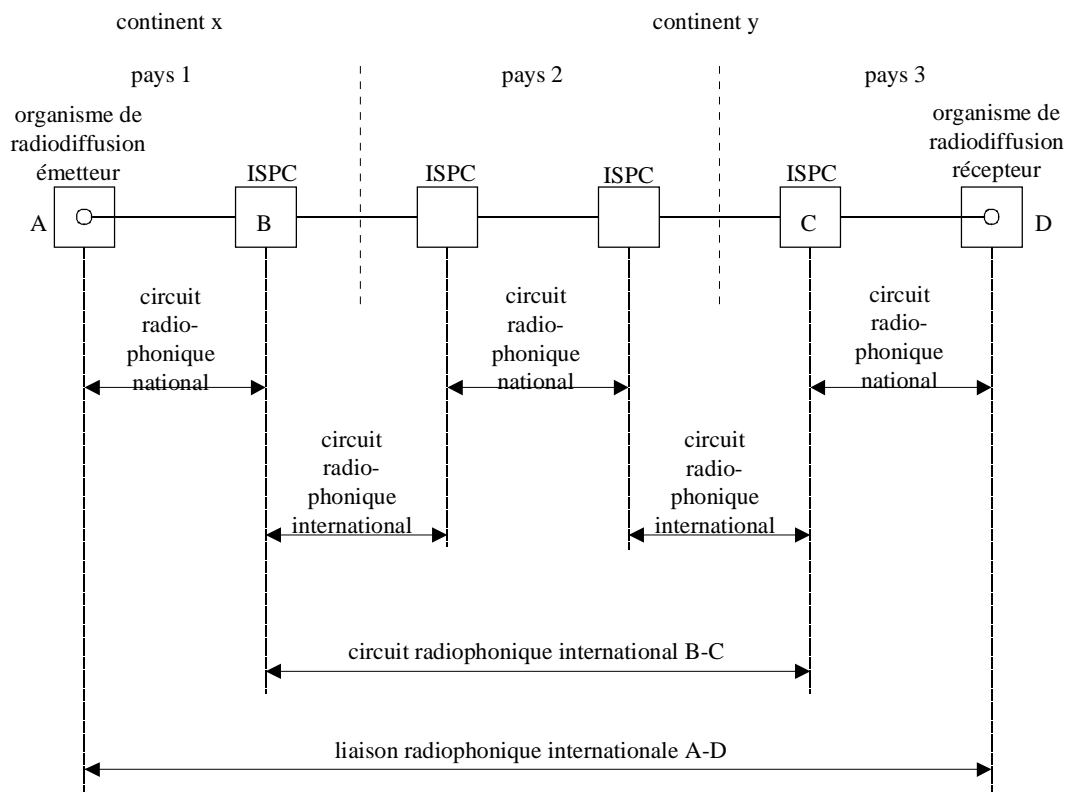 continent x
continent y
pays 1
pays 2
pays 3
organisme de
radiodiffusion
émetteur
organisme de
radiodiffusion
récepteur
ISPC
ISPC
ISPC
ISPC
A
B
C
D
circuit
radio-
phonique
national
circuit
radio-
phonique
national
circuit
radio-
phonique
national
circuit
radio-
phonique
international
circuit
radio-
phonique
international
circuit radiophonique international B-C
liaison radiophonique internationale A-D